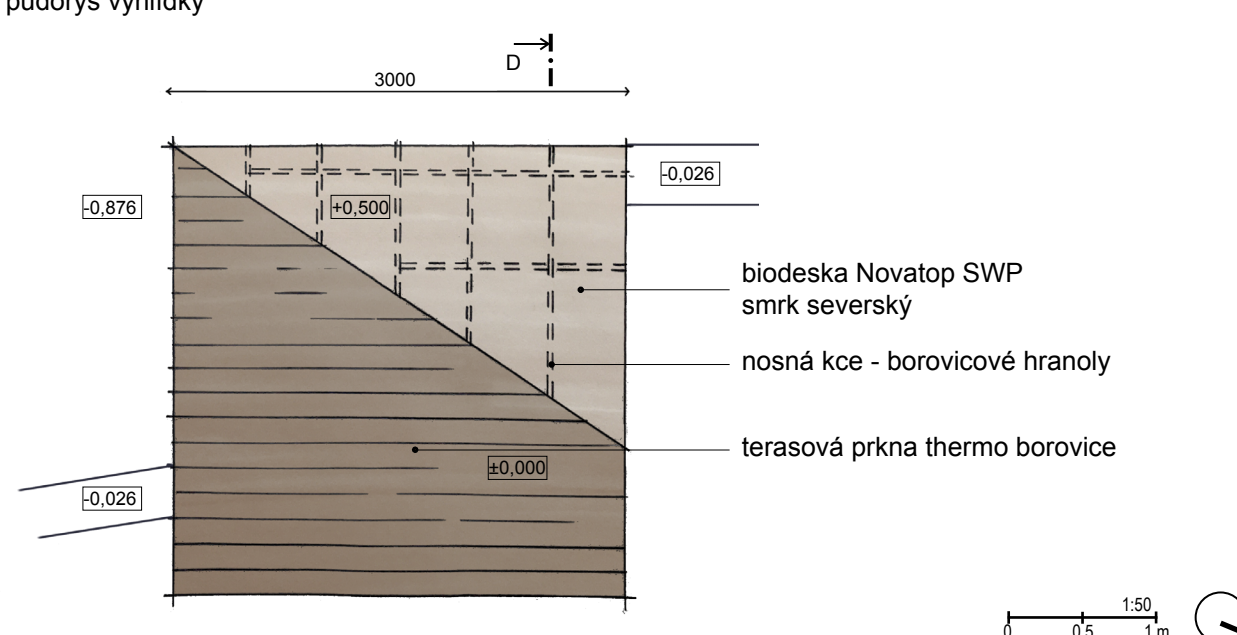 půdorys vyhlídky
D
3000
-0,026
-0,876
+0,500
biodeska Novatop SWP
smrk severský
nosná kce - borovicové hranoly
terasová prkna thermo borovice
±0,000
-0,026
1:50
0 0,5 1 m